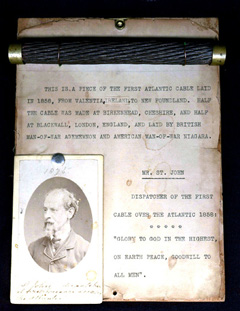 THIS IS A PIECE OF THE FIRST ATLANTIC CABLE LAID
IN 1858, FROM VALENTIA, IRELAND, TO NEW FOUNDLAND. HALF
THE CABLE WAS MADE AT BIRKENHEAD, CHESHIRE, AND HALF
AT BLACKWALL, LONDON, ENGLAND, AND LAID BY BRITISH
MAN-OF-WAR AGEMEMNON AND AMERICAN MAN-OF-WAR NIAGARA.
MR. ST. JOHN
DISPATCHER OF THE FIRST
CABLE OVER THE ATLANTIC 1858:
* * * * *
"GLORY TO GOD IN THE HIGHEST,
ON EARTH PEACE, GOODWILL TO
ALL MEN".